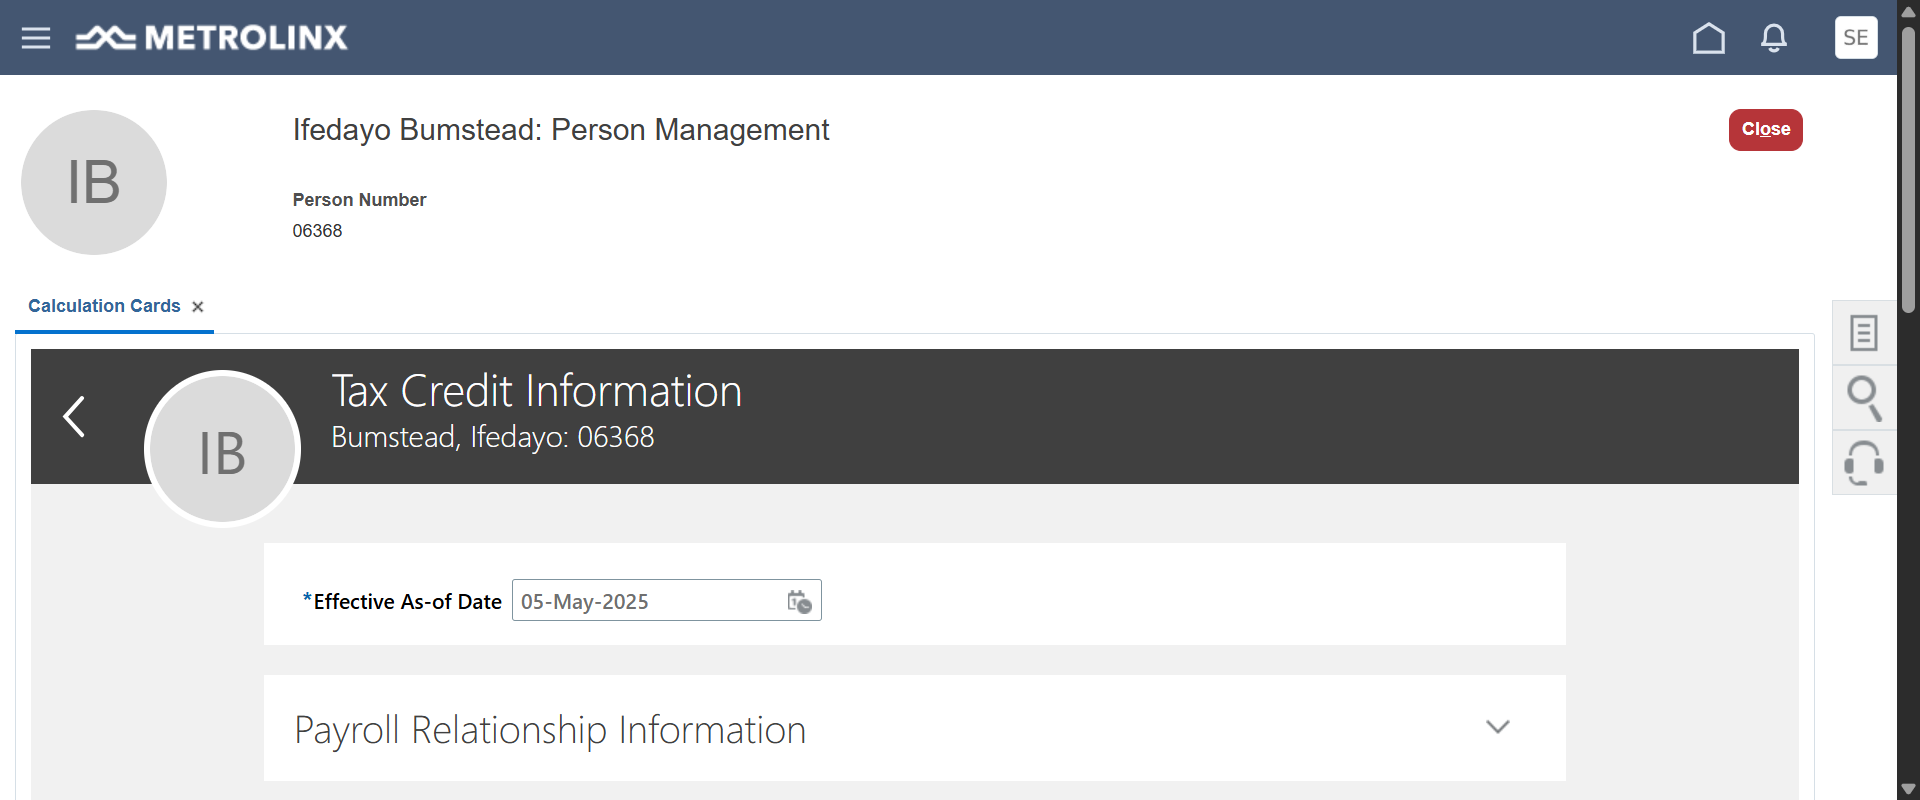 METROLINX
SE
IB
Ifedayo Bumstead: Person Management
Close
Person Number
06368
Calculation Cards
IB
Tax Credit Information
Bumstead, Ifedayo: 06368
*Effective As-of Date 05-May-2025
Payroll Relationship Information